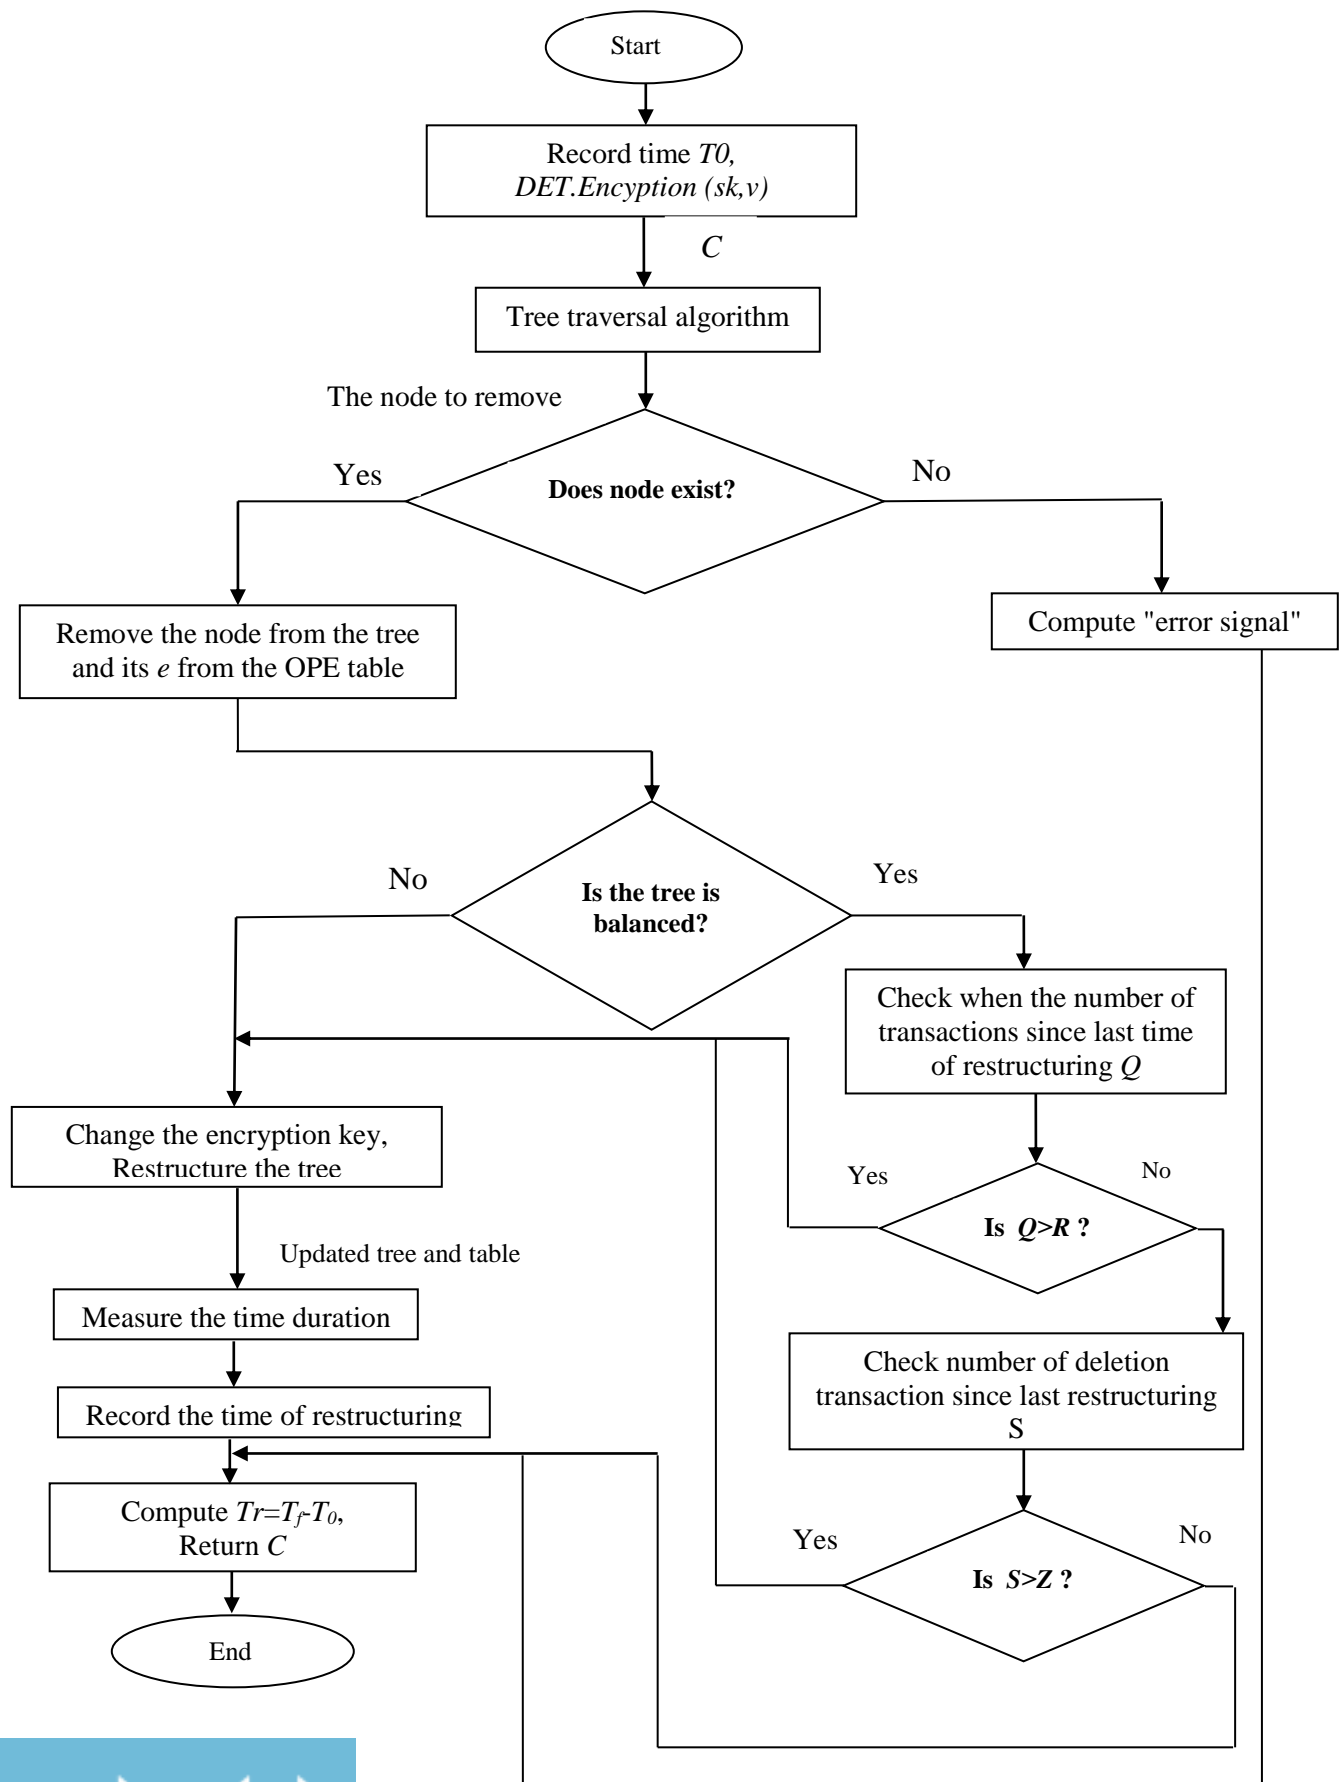 Start
Record time T0,
DET.Encyption (sk,v)
C
Tree traversal algorithm
The node to remove
Yes
No
Does node exist?
Remove the node from the tree
and its e from the OPE table
Compute "error signal"
No
Yes
Is the tree is
balanced?
Check when the number of
transactions since last time
of restructuring Q
Change the encryption key,
Restructure the tree
Yes
No
Is Q>R ?
Updated tree and table
Measure the time duration
Check number of deletion
transaction since last restructuring
S
Record the time of restructuring
Compute Tr=Tf-T0,
Return C
Yes
No
Is S>Z ?
End